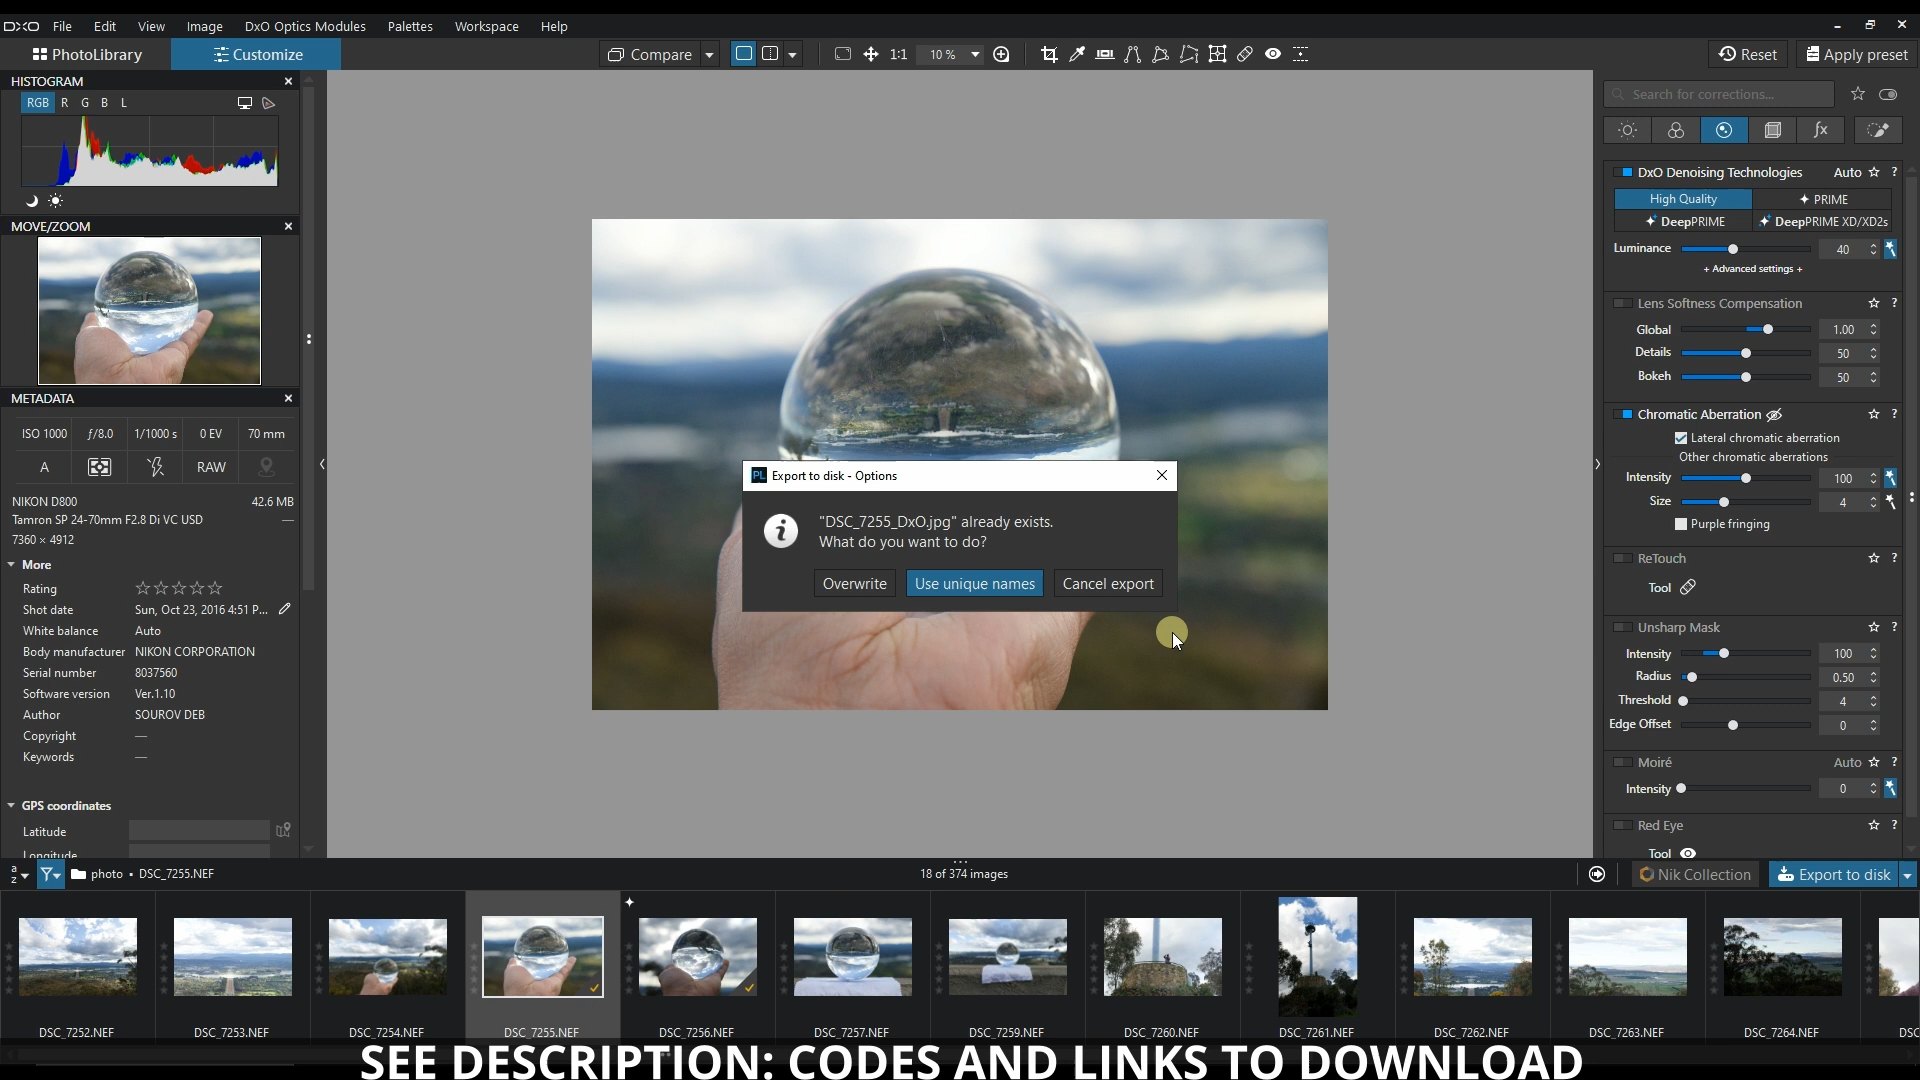 DXO File Edit View Image DxO Optics Modules Palettes Workspace Help
PhotoLibrary Customize Compare 1:1 10 % Reset Apply preset
HISTOGRAM
RGB R G B L
MOVE/ZOOM
METADATA
ISO 1000 ƒ/8.0 1/1000 s 0 EV 70 mm
A RAW
NIKON D800 42.6 MB
Tamron SP 24-70mm F2.8 Di VC USD —
7360 × 4912
More
Rating
Shot date Sun, Oct 23, 2016 4:51 P...
White balance Auto
Body manufacturer NIKON CORPORATION
Serial number 8037560
Software version Ver.1.10
Author SOUROV DEB
Copyright —
Keywords —
GPS coordinates
Latitude
Longitude
PL Export to disk - Options
"DSC_7255_DxO.jpg" already exists.
What do you want to do?
Overwrite Use unique names Cancel export
Search for corrections...
fx
DxO Denoising Technologies Auto ?
High Quality PRIME
DeepPRIME DeepPRIME XD/XD2s
Luminance 40
+ Advanced settings +
Lens Softness Compensation ?
Global 1.00
Details 50
Bokeh 50
Chromatic Aberration ?
Lateral chromatic aberration
Other chromatic aberrations
Intensity 100
Size 4
Purple fringing
ReTouch ?
Tool
Unsharp Mask ?
Intensity 100
Radius 0.50
Threshold 4
Edge Offset 0
Moiré Auto ?
Intensity 0
Red Eye ?
Tool
a
z
photo • DSC_7255.NEF 18 of 374 images Nik Collection Export to disk
DSC_7252.NEF DSC_7253.NEF DSC_7254.NEF DSC_7255.NEF DSC_7256.NEF DSC_7257.NEF DSC_7259.NEF DSC_7260.NEF DSC_7261.NEF DSC_7262.NEF DSC_7263.NEF DSC_7264.NEF DSC
SEE DESCRIPTION: CODES AND LINKS TO DOWNLOAD